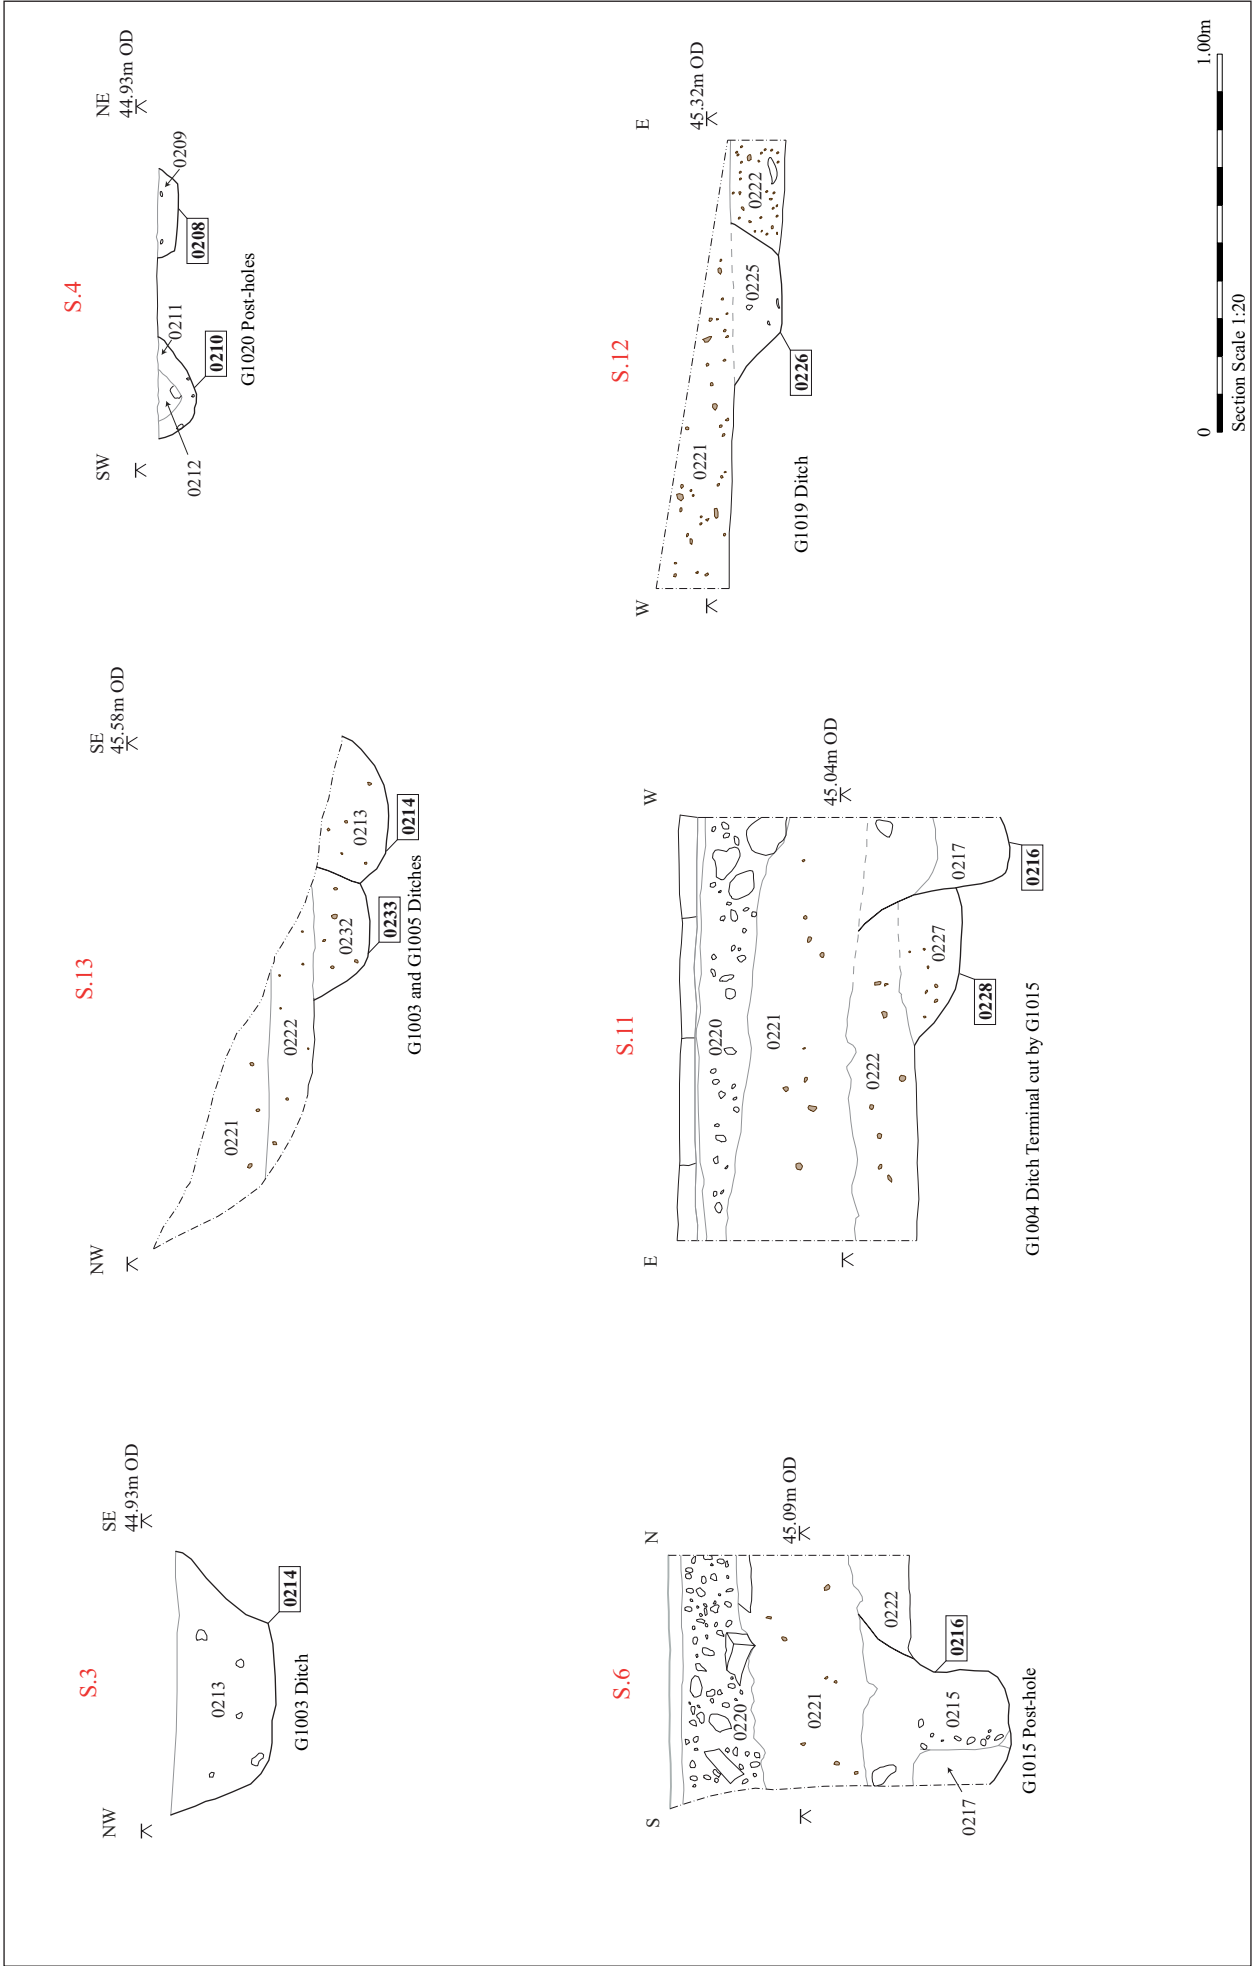 S.3
NW
SE
44.93m OD
0213
0214
G1003 Ditch
S.13
NW
SE
45.58m OD
0221
0222
0232
0213
0233
0214
G1003 and G1005 Ditches
S.4
SW
NE
44.93m OD
0212
0211
0209
0210
0208
G1020 Post-holes
S.6
S
N
45.09m OD
0220
0221
0222
0216
0215
0217
G1015 Post-hole
S.11
E
W
45.04m OD
0220
0221
0222
0227
0217
0228
0216
G1004 Ditch Terminal cut by G1015
S.12
W
E
45.32m OD
0221
0225
0222
0226
G1019 Ditch
0
1.00m
Section Scale 1:20